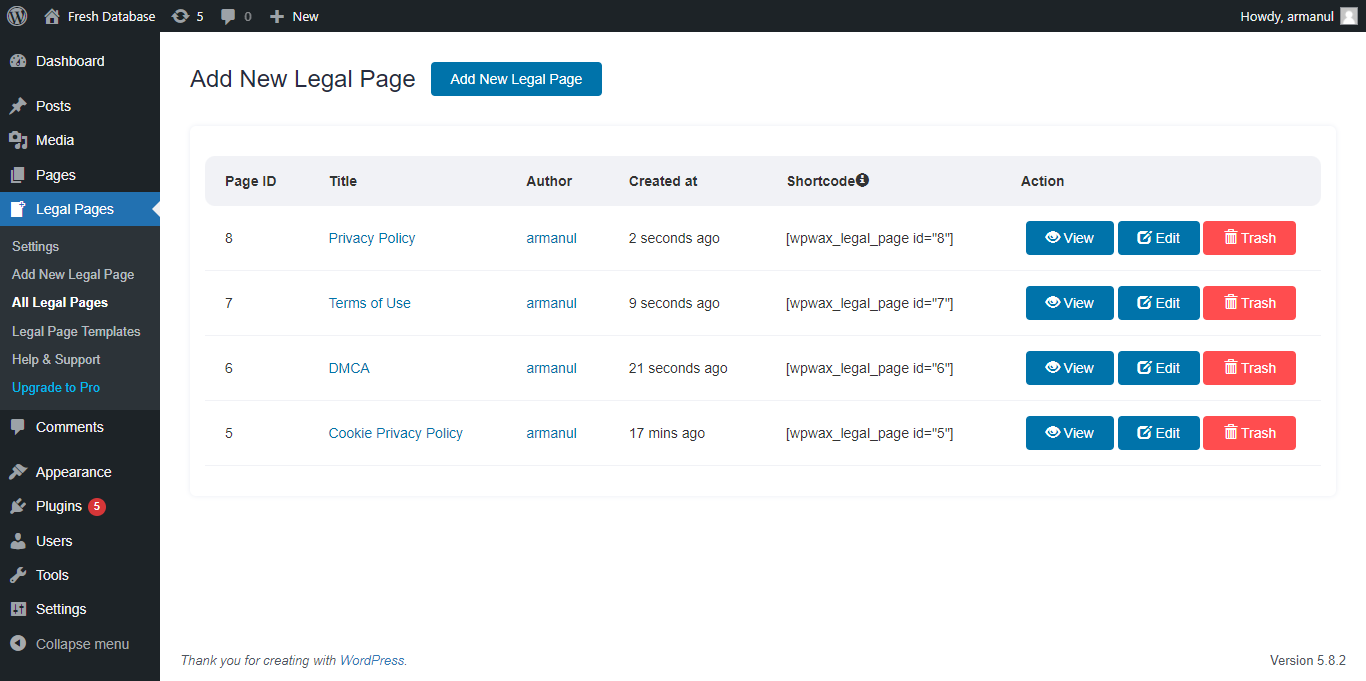 Fresh Database 5 0 New Howdy, armanul
Dashboard
Posts
Media
Pages
Legal Pages
Settings
Add New Legal Page
All Legal Pages
Legal Page Templates
Help & Support
Upgrade to Pro
Comments
Appearance
Plugins 5
Users
Tools
Settings
Collapse menu
Add New Legal Page Add New Legal Page
Page ID Title Author Created at Shortcode Action
8 Privacy Policy armanul 2 seconds ago [wpwax_legal_page id="8"] View Edit Trash
7 Terms of Use armanul 9 seconds ago [wpwax_legal_page id="7"] View Edit Trash
6 DMCA armanul 21 seconds ago [wpwax_legal_page id="6"] View Edit Trash
5 Cookie Privacy Policy armanul 17 mins ago [wpwax_legal_page id="5"] View Edit Trash
Thank you for creating with WordPress. Version 5.8.2